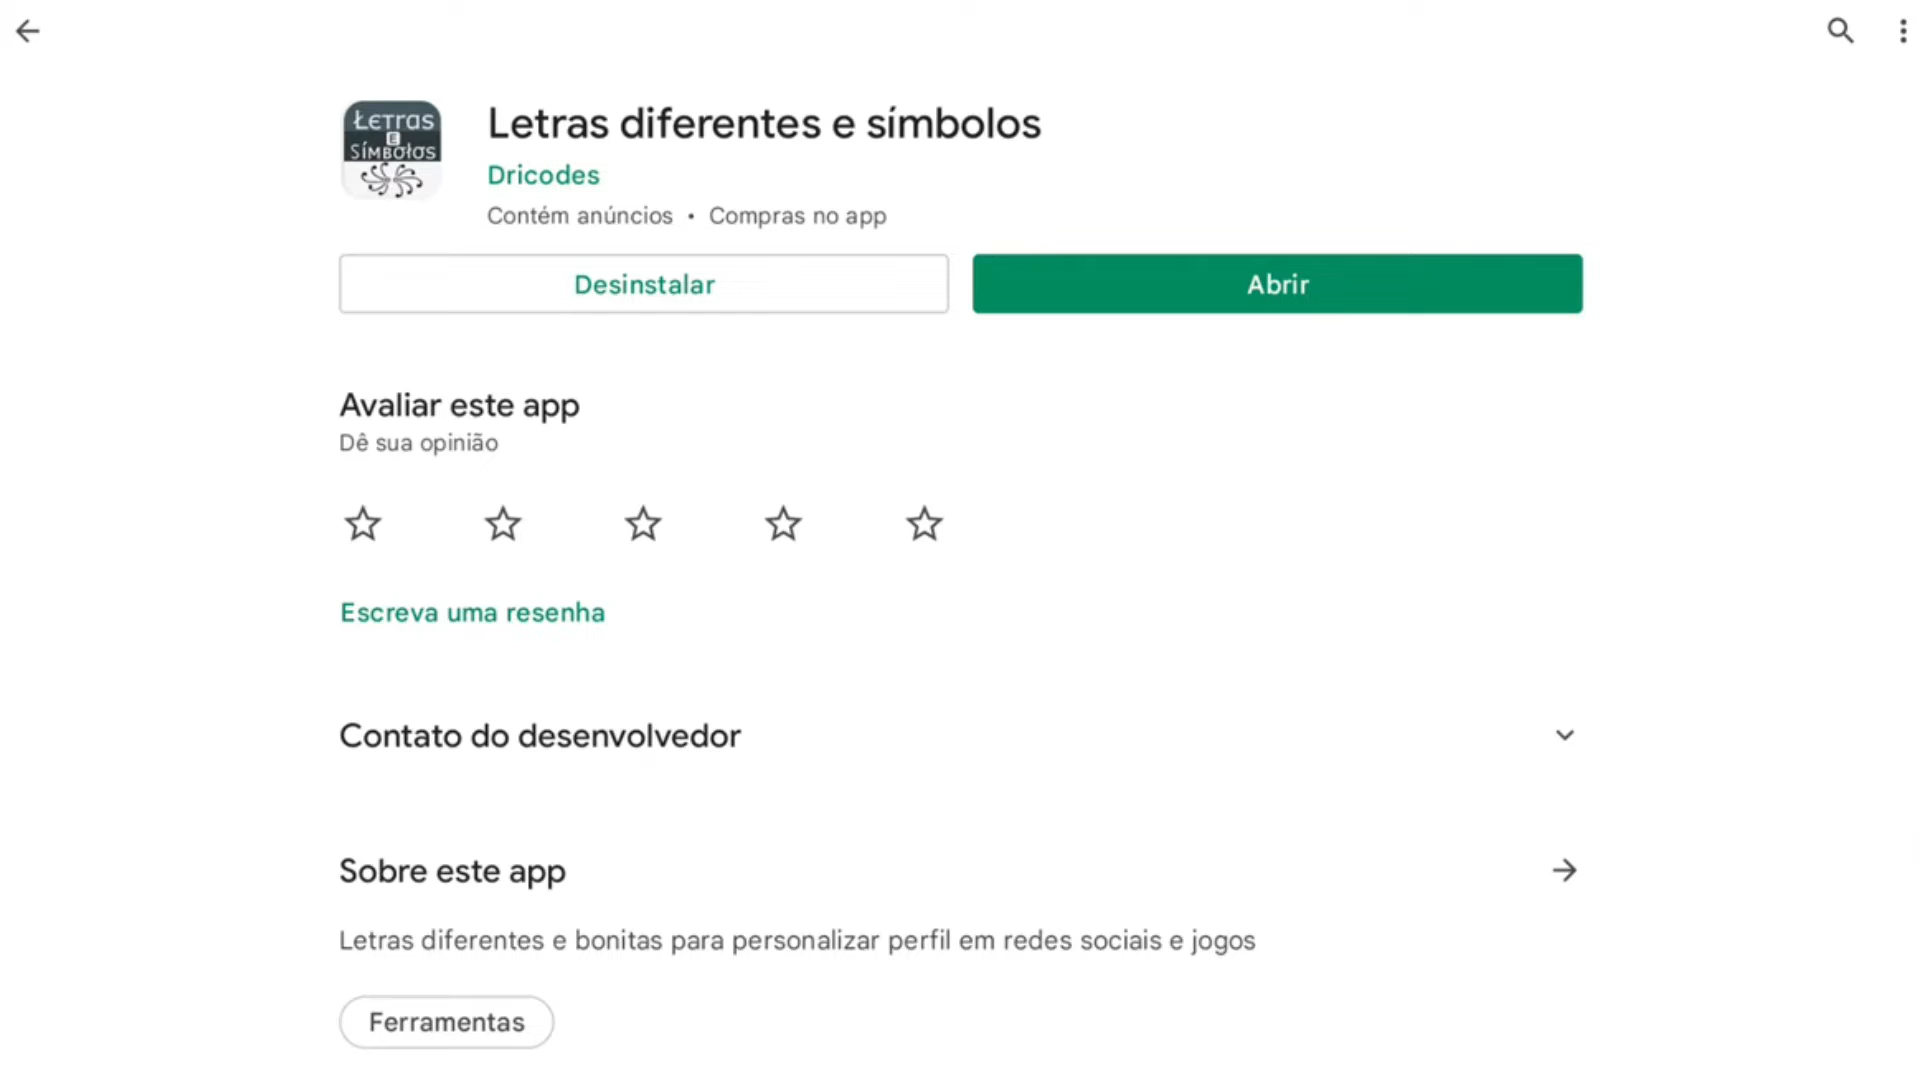 Letras
E
Símbolos
Letras diferentes e símbolos
Dricodes
Contém anúncios • Compras no app
Desinstalar
Abrir
Avaliar este app
Dê sua opinião
Escreva uma resenha
Contato do desenvolvedor
Sobre este app
Letras diferentes e bonitas para personalizar perfil em redes sociais e jogos
Ferramentas